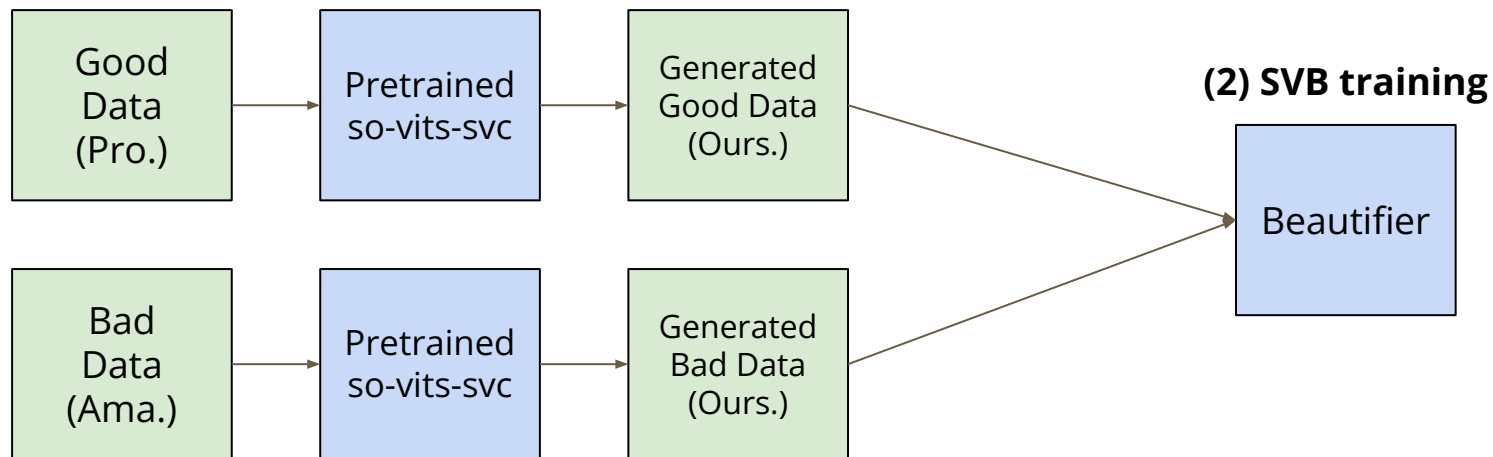 Good
Data
(Pro.)
Pretrained
so-vits-svc
Generated
Good Data
(Ours.)
(2) SVB training
Beautifier
Bad
Data
(Ama.)
Pretrained
so-vits-svc
Generated
Bad Data
(Ours.)